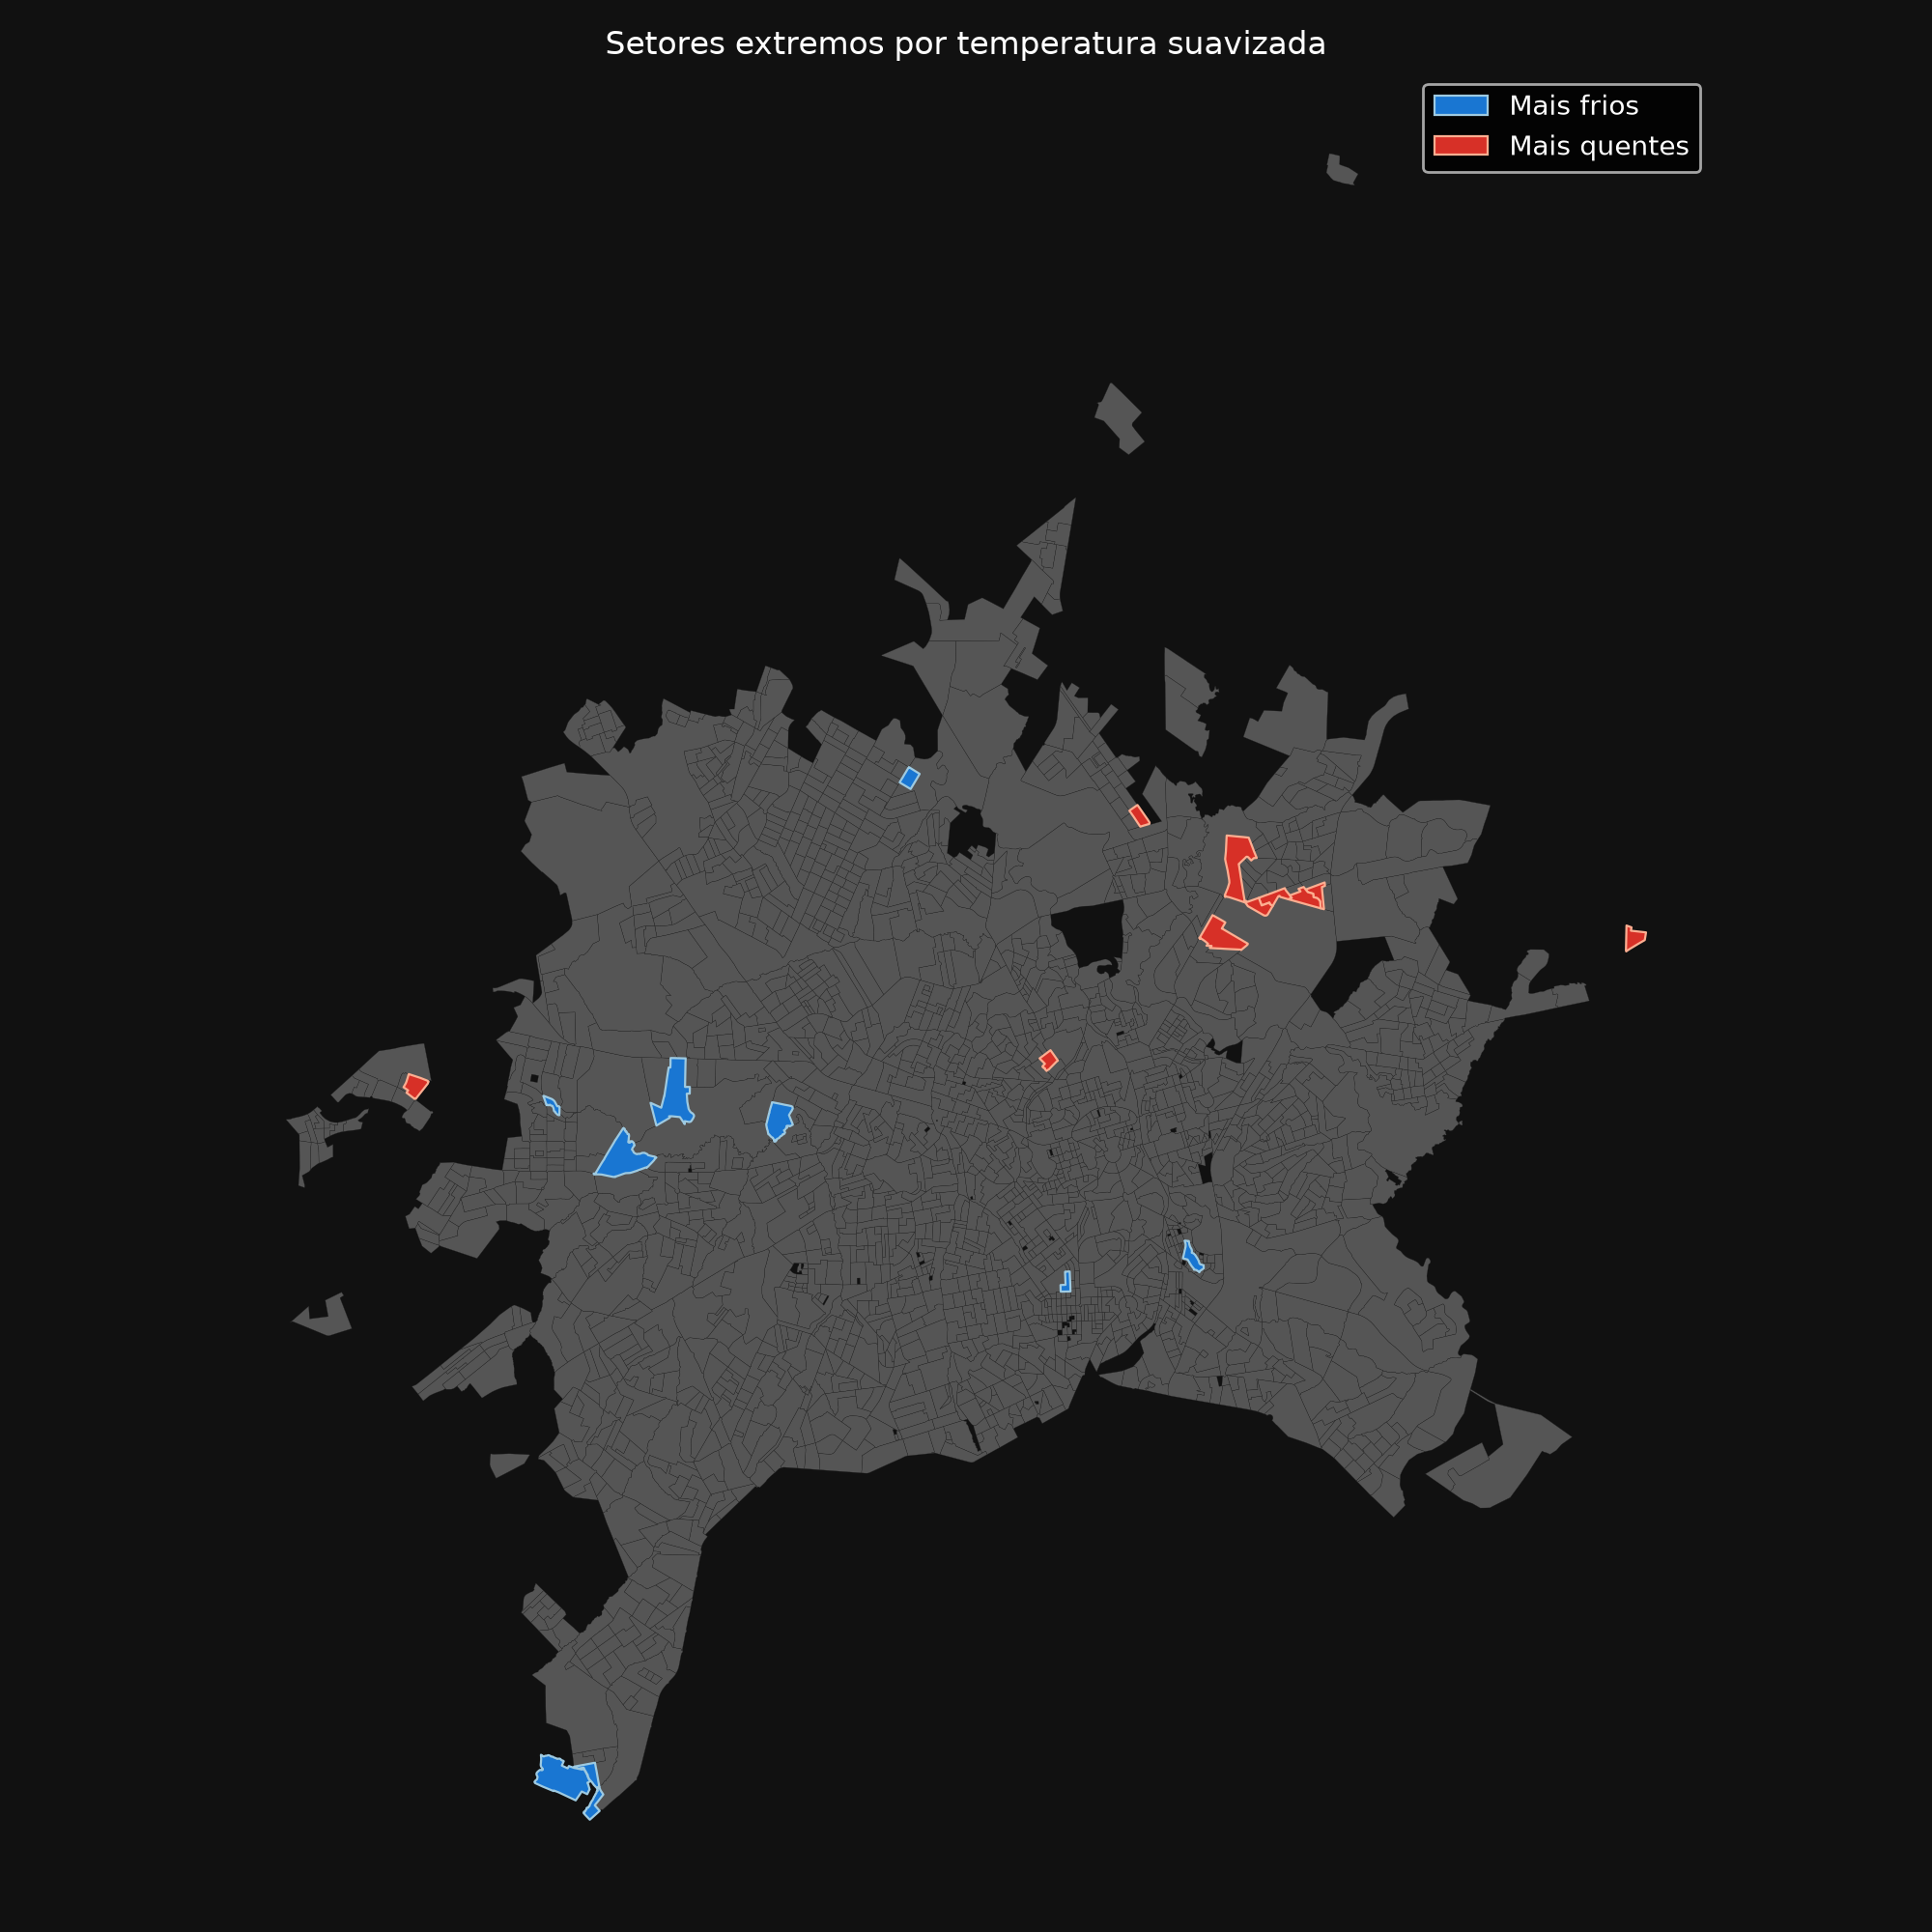 Setores extremos por temperatura suavizada
Mais frios
Mais quentes